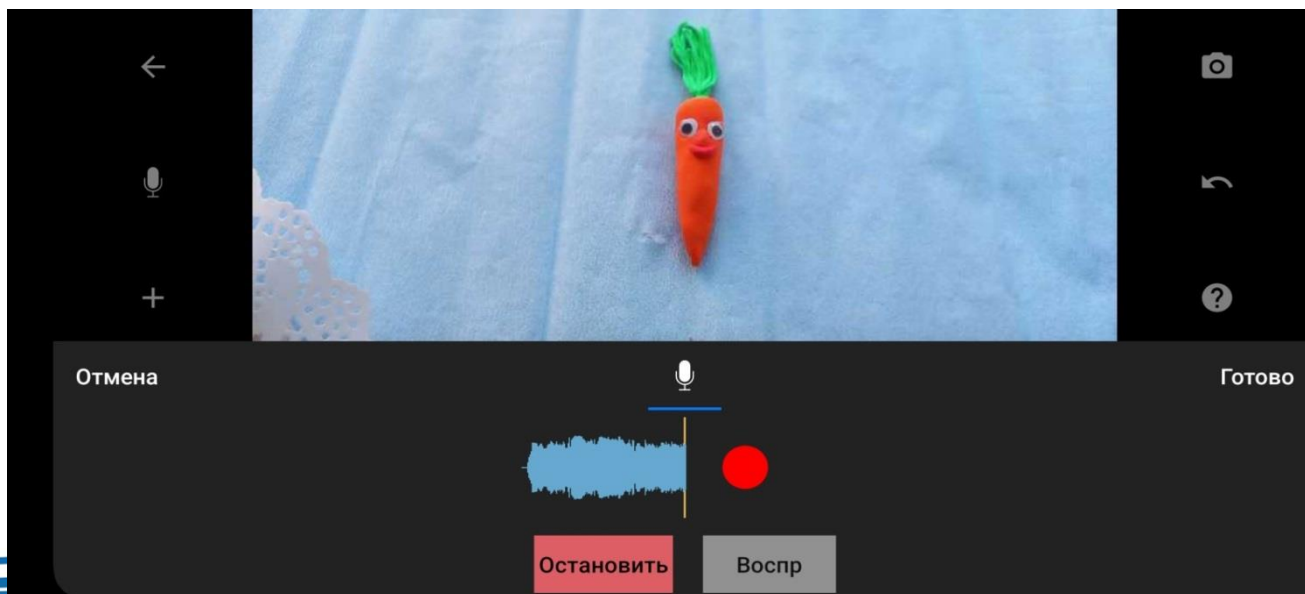 Отмена
Готово
Остановить
Воспр